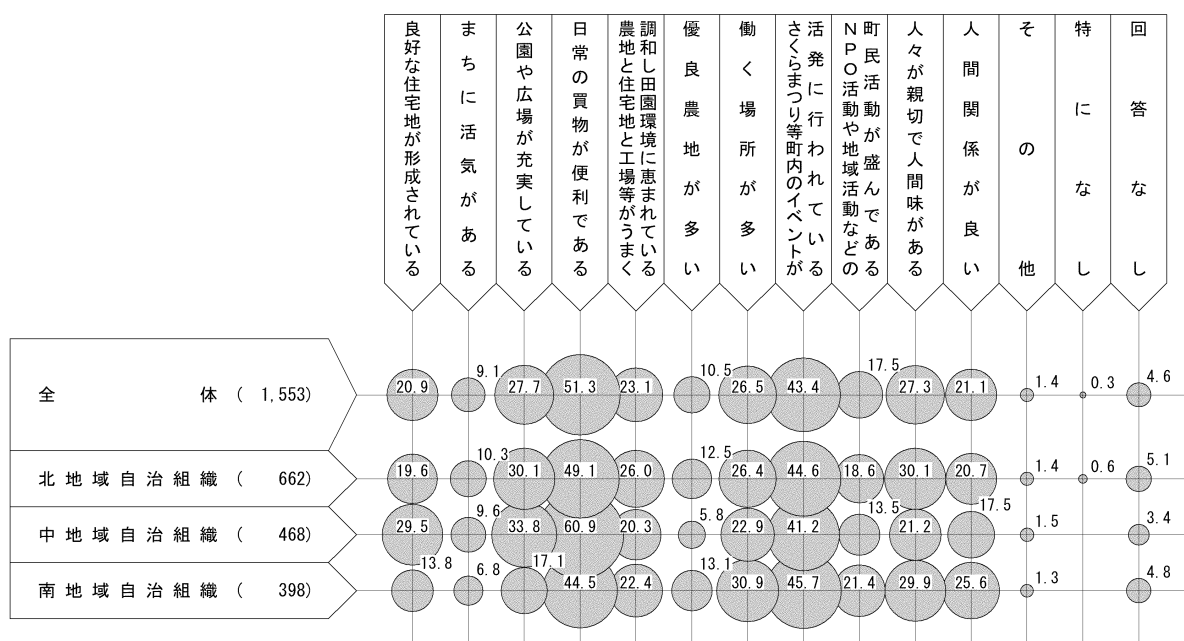 良好な住宅地が形成されている
まちに活気がある
公園や広場が充実している
日常の買物が便利である
農地と住宅地と工場等がうまく
調和し田園環境に恵まれている
優良農地が多い
働く場所が多い
さくらまつり等町内のイベントが
活発に行われている
NPO活動や地域活動などの
町民活動が盛んである
人々が親切で人間味がある
人間関係が良い
その他
特になし
回答なし
全体(1,553) 20.9 9.1 27.7 51.3 23.1 10.5 26.5 43.4 17.5 27.3 21.1 1.4 0.3 4.6
北地域自治組織(662) 19.6 10.3 30.1 49.1 26.0 12.5 26.4 44.6 18.6 30.1 20.7 1.4 0.6 5.1
中地域自治組織(468) 29.5 9.6 33.8 60.9 20.3 5.8 22.9 41.2 13.5 21.2 17.5 1.5 3.4
南地域自治組織(398) 13.8 6.8 17.1 44.5 22.4 13.1 30.9 45.7 21.4 29.9 25.6 1.3 4.8